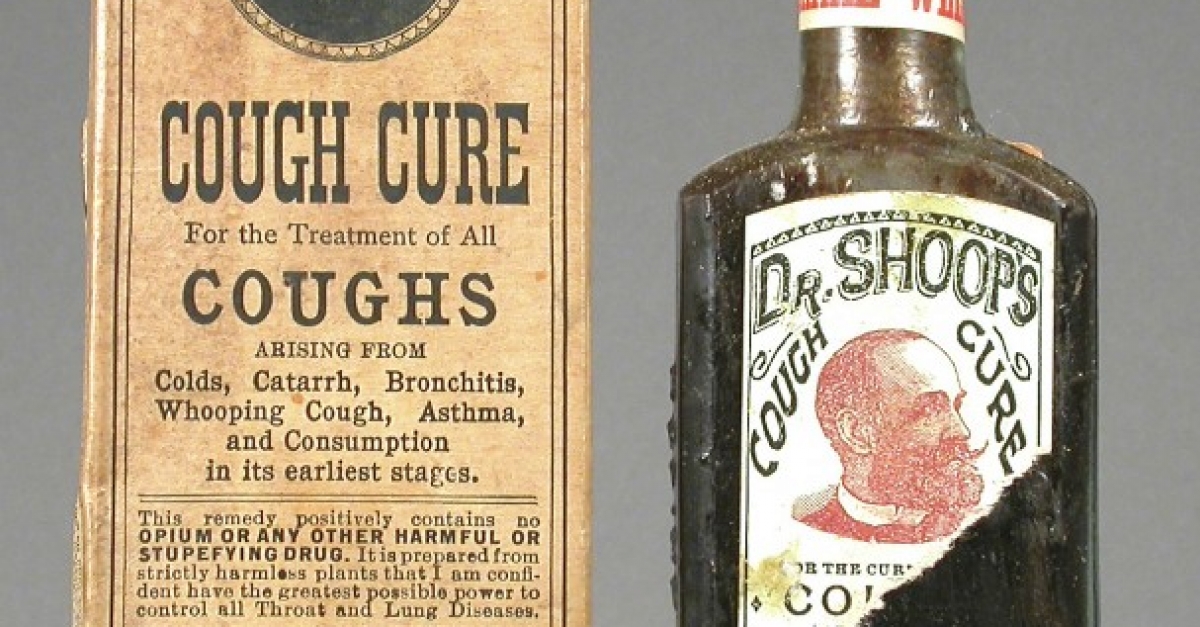 COUGH CURE
For the Treatment of All
COUGHS
ARISING FROM
Colds, Catarrh, Bronchitis,
Whooping Cough, Asthma,
and Consumption
in its earliest stages.
This remedy positively contains no
OPIUM OR ANY OTHER HARMFUL OR
STUPEFYING DRUG. It is prepared from
strictly harmless plants that I am confi-
dent have the greatest possible power to
control all Throat and Lung Diseases.
DR. SHOOP'S
COUGH CURE
THE